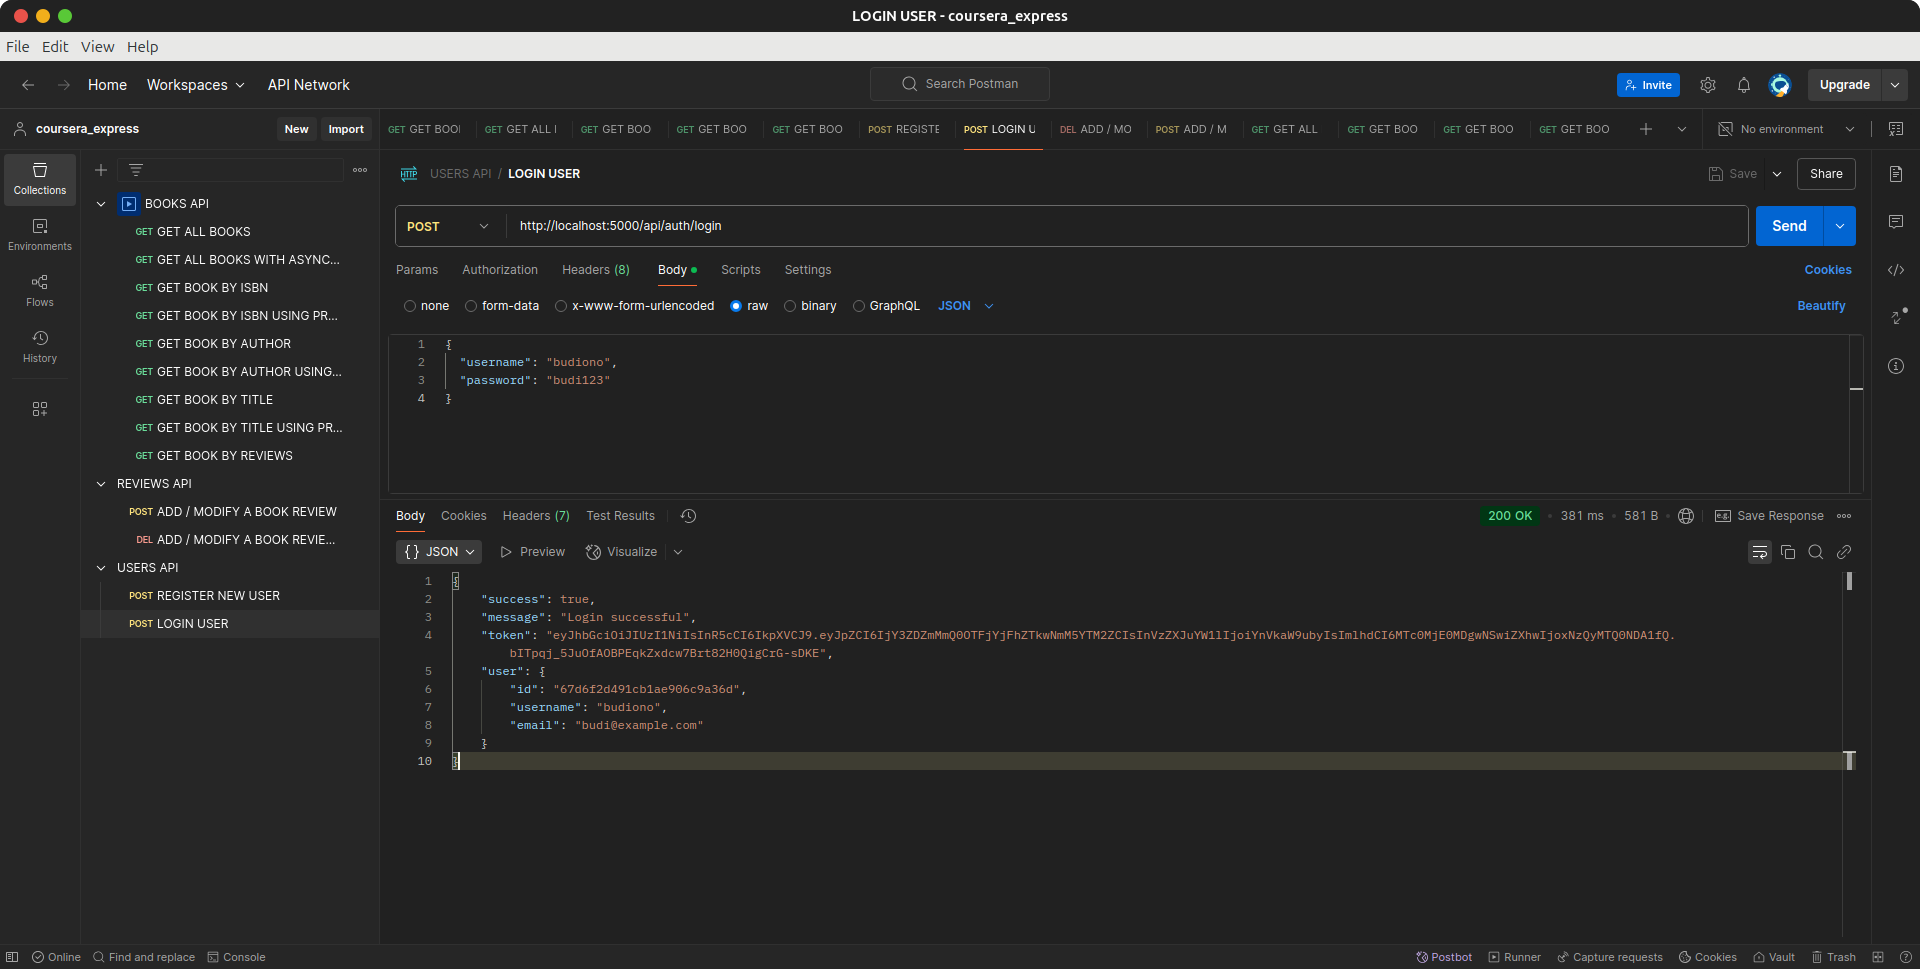 LOGIN USER - coursera_express
File Edit View Help
Home Workspaces API Network Search Postman Invite Upgrade
coursera_express New Import
GET GET BOO GET GET ALL GET GET BOO GET GET BOO GET GET BOO POST REGISTE POST LOGIN U DEL ADD / MO POST ADD / M GET GET ALL GET GET BOO GET GET BOO GET GET BOO No environment
Collections
Environments
Flows
History
BOOKS API
GET GET ALL BOOKS
GET GET ALL BOOKS WITH ASYNC...
GET GET BOOK BY ISBN
GET GET BOOK BY ISBN USING PR...
GET GET BOOK BY AUTHOR
GET GET BOOK BY AUTHOR USING...
GET GET BOOK BY TITLE
GET GET BOOK BY TITLE USING PR...
GET GET BOOK BY REVIEWS
REVIEWS API
POST ADD / MODIFY A BOOK REVIEW
DEL ADD / MODIFY A BOOK REVIE...
USERS API
POST REGISTER NEW USER
POST LOGIN USER
HTTP USERS API / LOGIN USER Save Share
POST http://localhost:5000/api/auth/login Send
Params Authorization Headers (8) Body Scripts Settings Cookies
none form-data x-www-form-urlencoded raw binary GraphQL JSON Beautify
1 {
2 "username": "budiono",
3 "password": "budi123"
4 }
Body Cookies Headers (7) Test Results 200 OK • 381 ms • 581 B e.g. Save Response
{} JSON Preview Visualize
1 {
2 "success": true,
3 "message": "Login successful",
4 "token": "eyJhbGciOiJIUzI1NiIsInR5cCI6IkpXVCJ9.eyJpZCI6IjY3ZDZmMmQ0OTFjYjFhZTkwNmM5YTM2ZCIsInVzZXJuYW1lIjoiYnVkaW9ubyIsImlhdCI6MTc0MjE0MDgwNSwiZXhwIjoxNzQyMTQ0NDA1fQ.
bITpqj_5JuOfAOBPEqkZxdcw7Brt82H0QigCrG-sDKE",
5 "user": {
6 "id": "67d6f2d491cb1ae906c9a36d",
7 "username": "budiono",
8 "email": "budi@example.com"
9 }
10 }
Online Find and replace Console Postbot Runner Capture requests Cookies Vault Trash